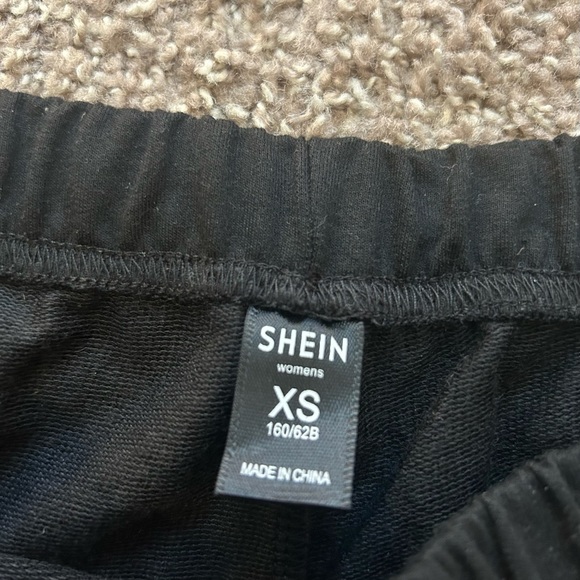 SHEIN
womens
XS
160/62B
MADE IN CHINA